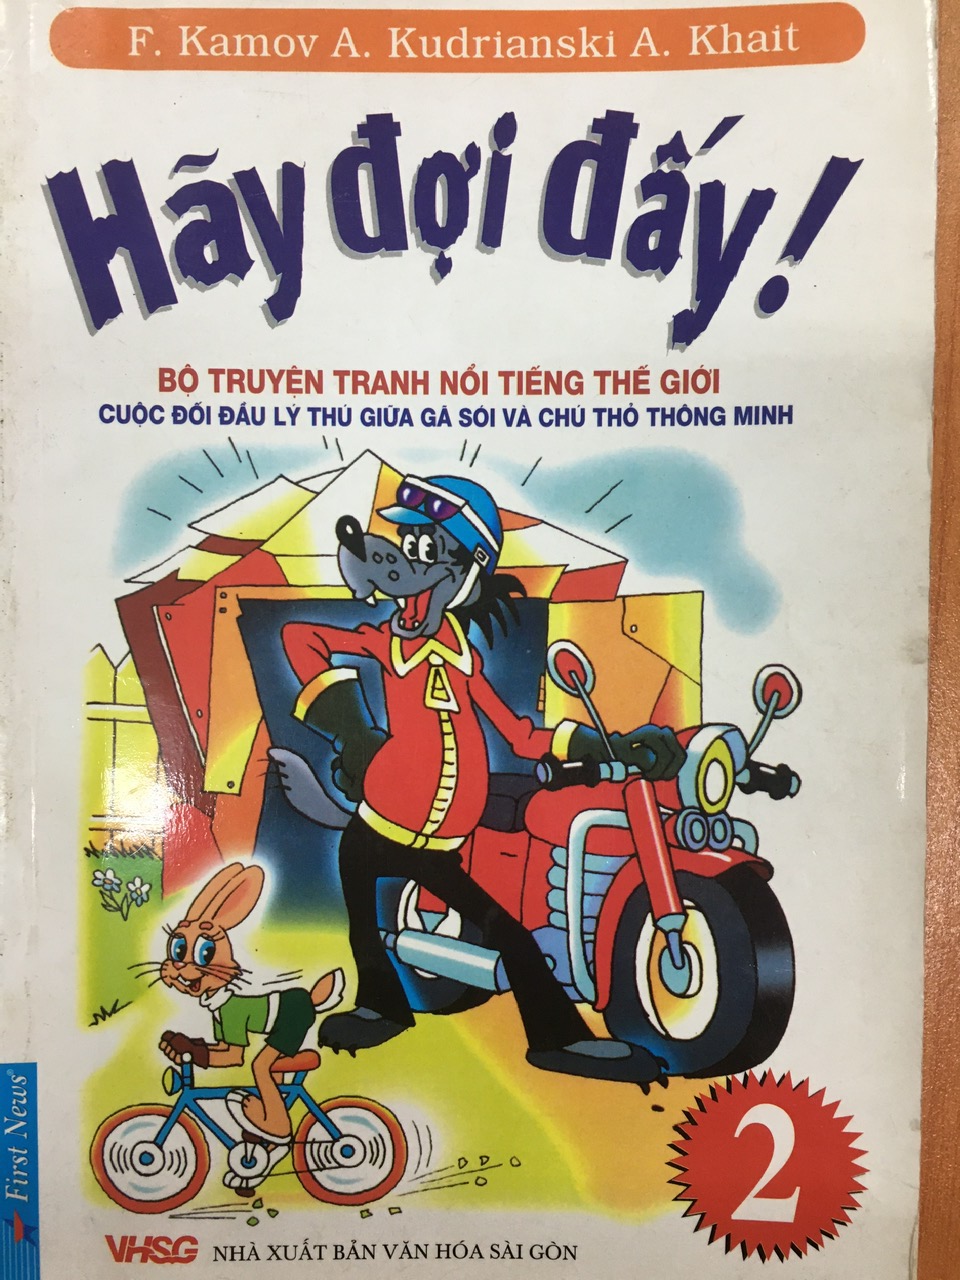 F. Kamov A. Kudrianski A. Khait
Hãy đợi đấy!
BỘ TRUYỆN TRANH NỔI TIẾNG THẾ GIỚI
CUỘC ĐỐI ĐẦU LÝ THÚ GIỮA GÃ SÓI VÀ CHÚ THỎ THÔNG MINH
2
First News®
VHSG NHÀ XUẤT BẢN VĂN HÓA SÀI GÒN